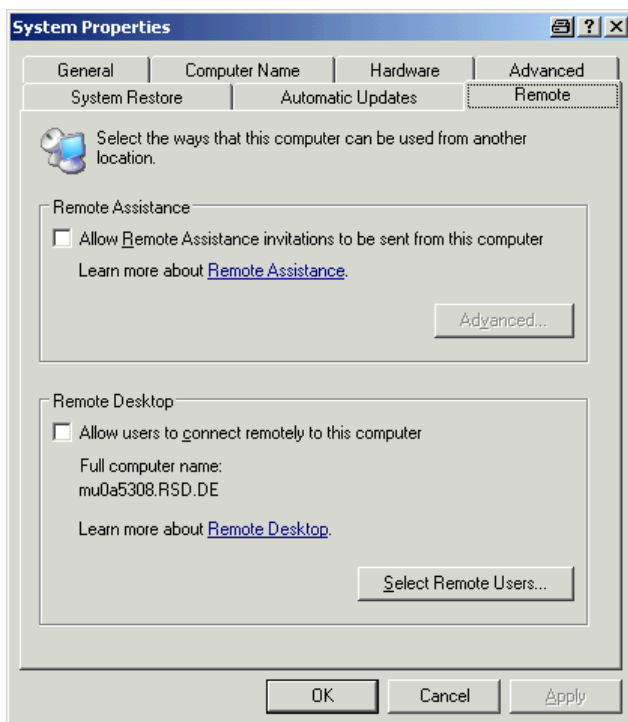 System Properties
General
Computer Name
Hardware
Advanced
System Restore
Automatic Updates
Remote
Select the ways that this computer can be used from another
location.
Remote Assistance
Allow Remote Assistance invitations to be sent from this computer
Learn more about Remote Assistance.
Advanced...
Remote Desktop
Allow users to connect remotely to this computer
Full computer name:
mu0a5308.RSD.DE
Learn more about Remote Desktop.
Select Remote Users...
OK
Cancel
Apply